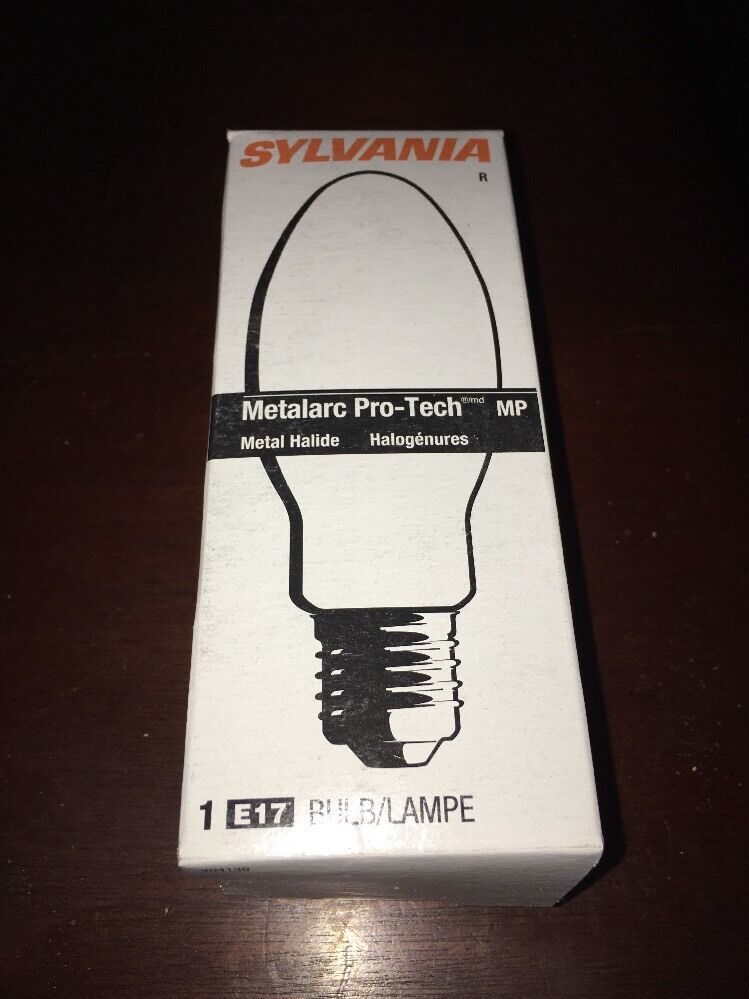 SYLVANIA
R
Metalarc Pro-Tech®/md MP
Metal Halide Halogénures
1 E17 BULB/LAMPE